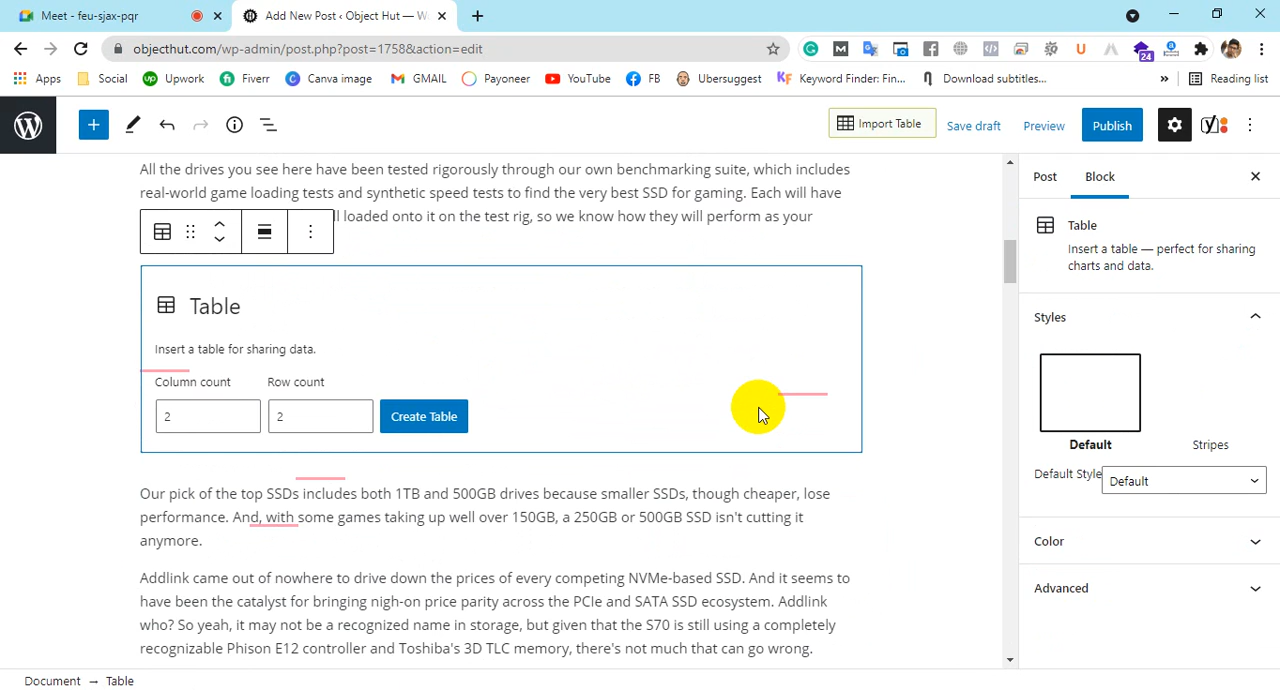 Meet - feu-sjax-pqr
Add New Post ‹ Object Hut — W
objecthut.com/wp-admin/post.php?post=1758&action=edit
24
Apps Social Upwork Fiverr Canva image GMAIL Payoneer YouTube FB Ubersuggest Keyword Finder: Fin... Download subtitles... » Reading list
Import Table Save draft Preview Publish
All the drives you see here have been tested rigorously through our own benchmarking suite, which includes
real-world game loading tests and synthetic speed tests to find the very best SSD for gaming. Each will have
ll loaded onto it on the test rig, so we know how they will perform as your
Table
Insert a table for sharing data.
Column count Row count
2 2 Create Table
Our pick of the top SSDs includes both 1TB and 500GB drives because smaller SSDs, though cheaper, lose
performance. And, with some games taking up well over 150GB, a 250GB or 500GB SSD isn't cutting it
anymore.
Addlink came out of nowhere to drive down the prices of every competing NVMe-based SSD. And it seems to
have been the catalyst for bringing nigh-on price parity across the PCIe and SATA SSD ecosystem. Addlink
who? So yeah, it may not be a recognized name in storage, but given that the S70 is still using a completely
recognizable Phison E12 controller and Toshiba's 3D TLC memory, there's not much that can go wrong.
Post Block
Table
Insert a table — perfect for sharing
charts and data.
Styles
Default Stripes
Default Style Default
Color
Advanced
Document → Table